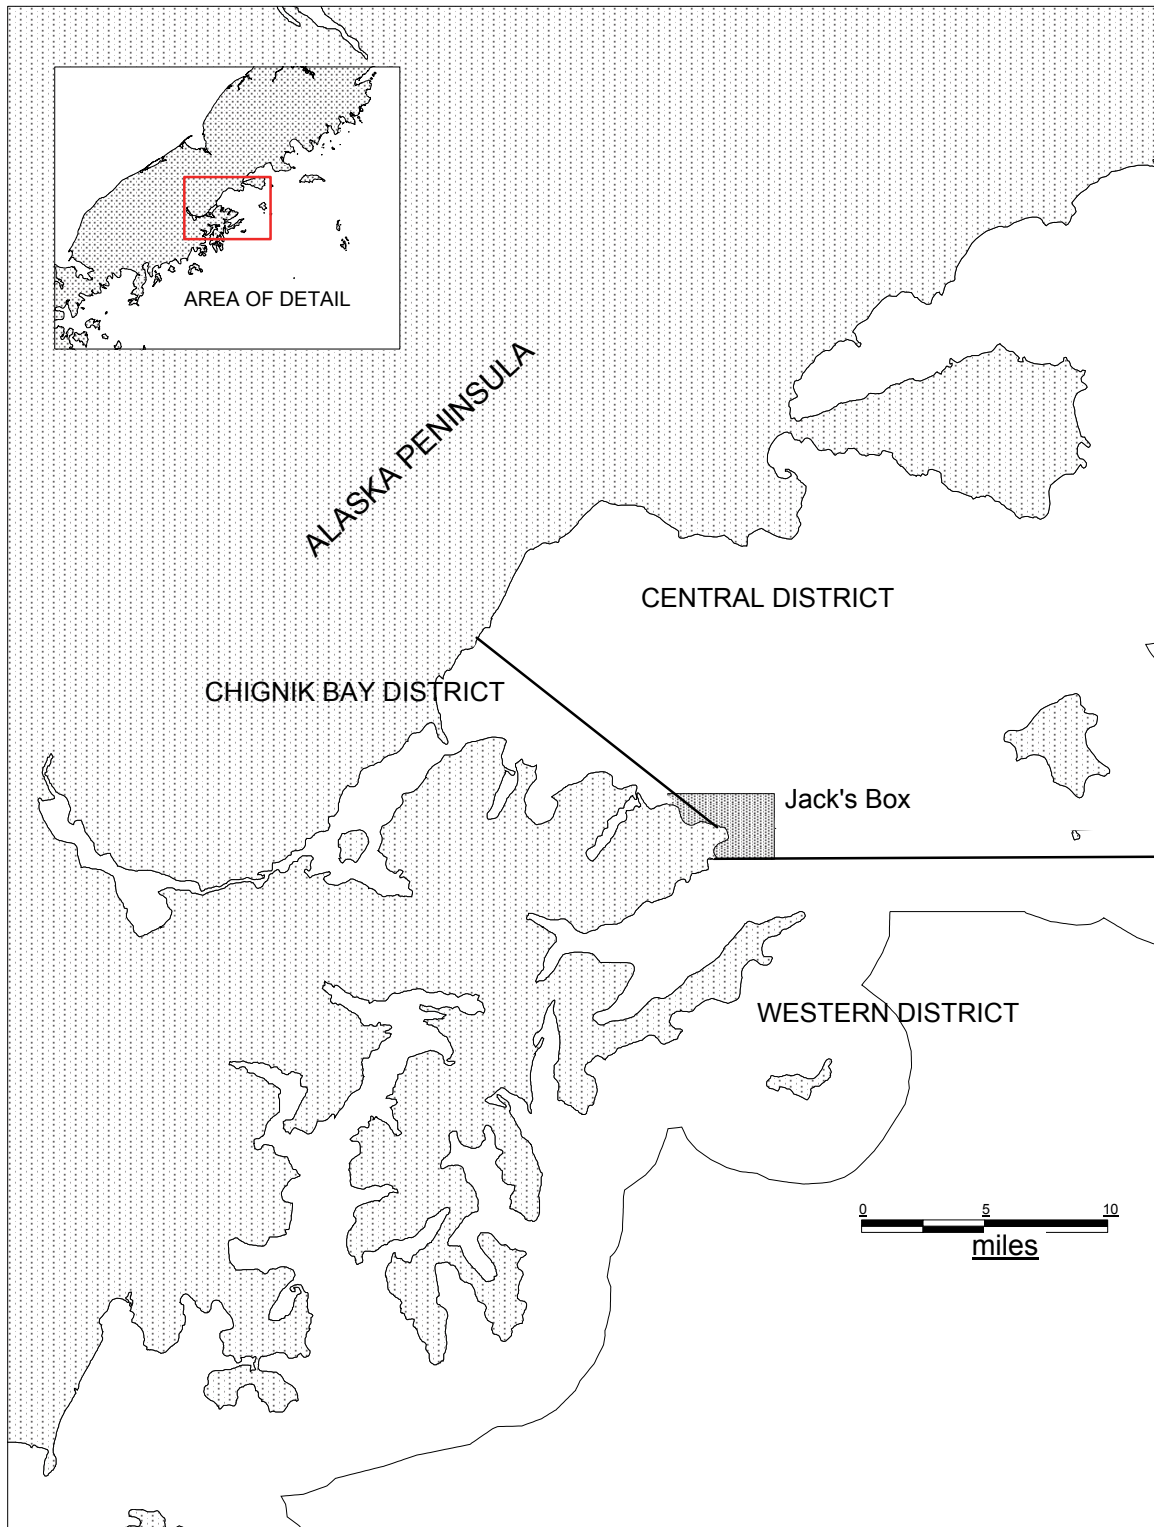 AREA OF DETAIL
ALASKA PENINSULA
CENTRAL DISTRICT
CHIGNIK BAY DISTRICT
Jack's Box
WESTERN DISTRICT
0 5 10
miles